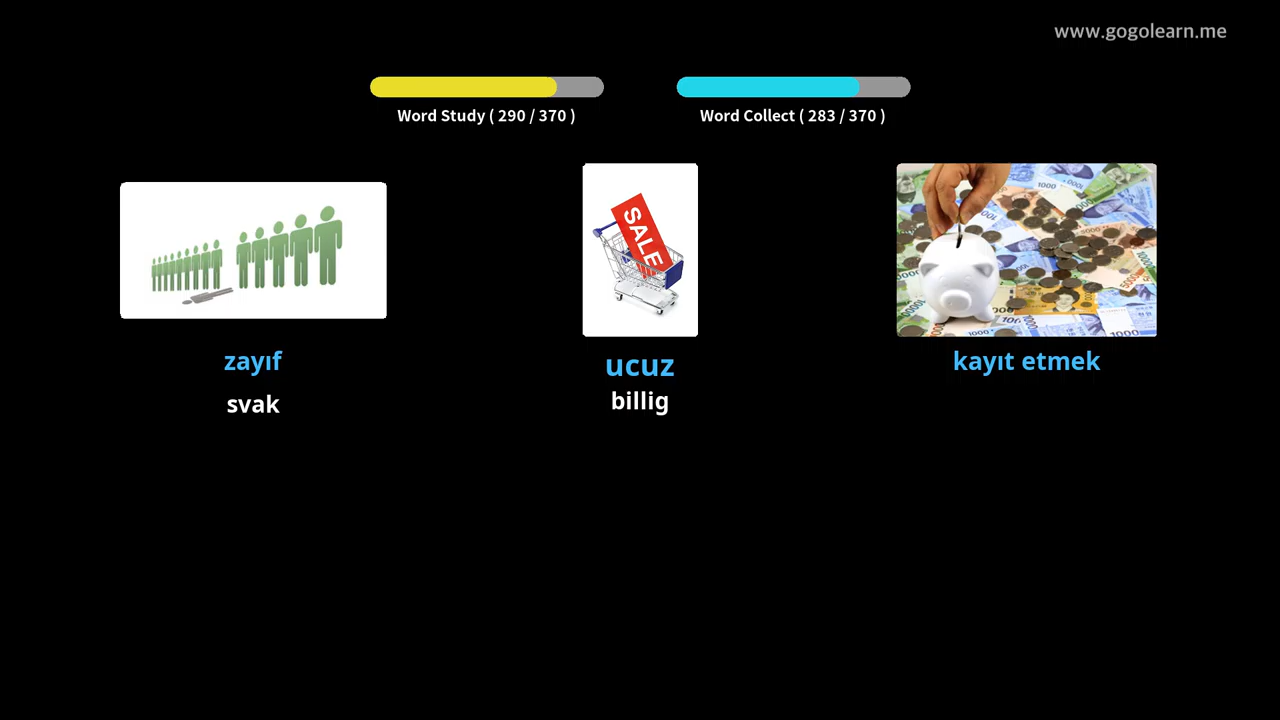 www.gogolearn.me
Word Study ( 290 / 370 )
Word Collect ( 283 / 370 )
SALE
zayıf
svak
ucuz
billig
kayıt etmek